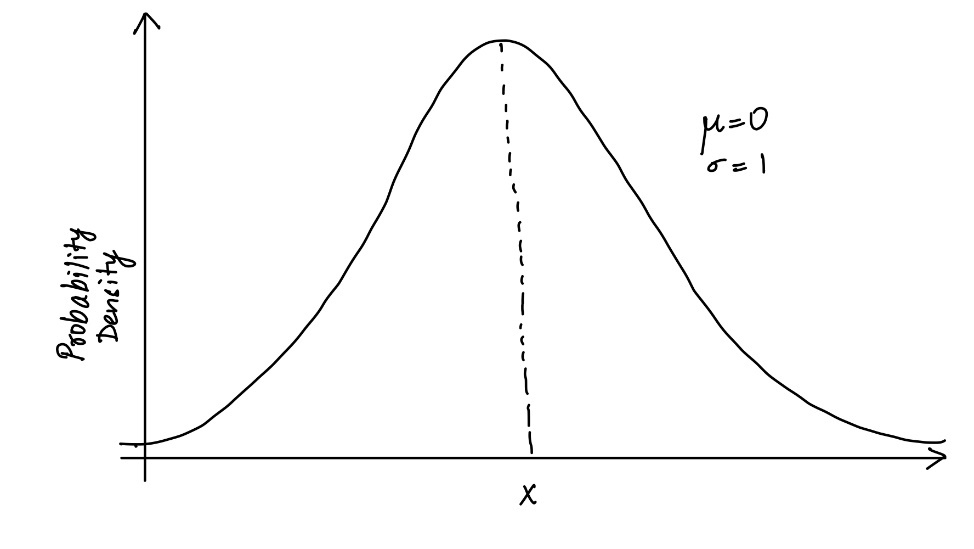 μ=0
σ=1
Probability
Density
x